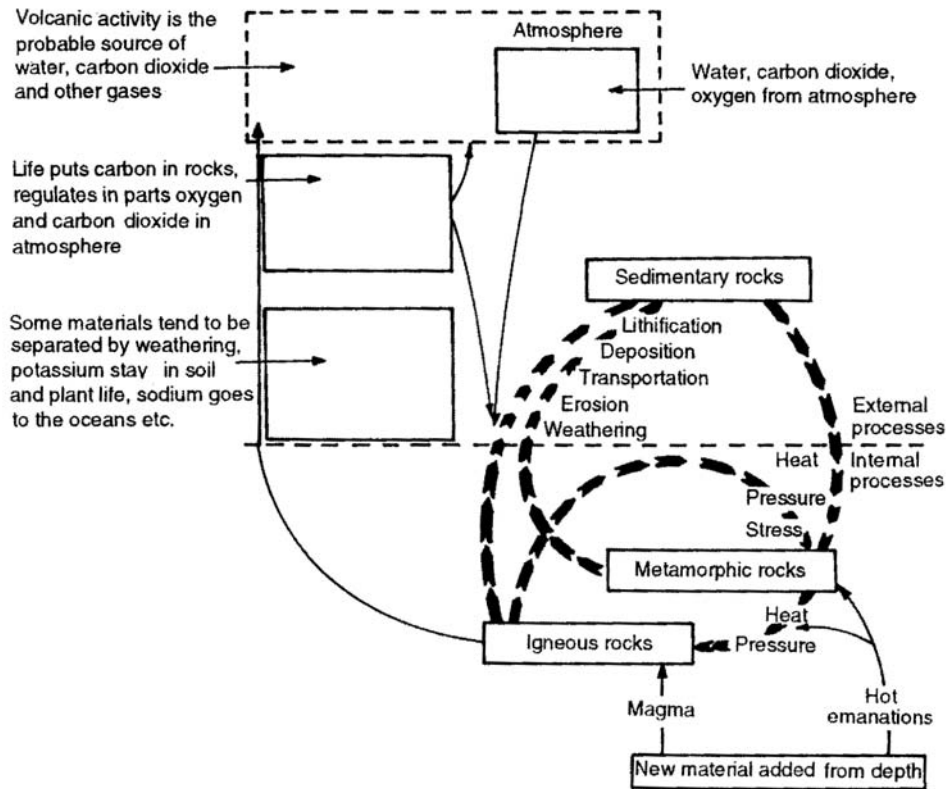 Volcanic activity is the
probable source of
water, carbon dioxide
and other gases
Atmosphere
Water, carbon dioxide,
oxygen from atmosphere
Life puts carbon in rocks,
regulates in parts oxygen
and carbon dioxide in
atmosphere
Some materials tend to be
separated by weathering,
potassium stay in soil
and plant life, sodium goes
to the oceans etc.
Sedimentary rocks
Lithification
Deposition
Transportation
Erosion
Weathering
External
processes
Heat
Internal
processes
Pressure
Stress
Metamorphic rocks
Heat
Pressure
Igneous rocks
Magma
Hot
emanations
New material added from depth